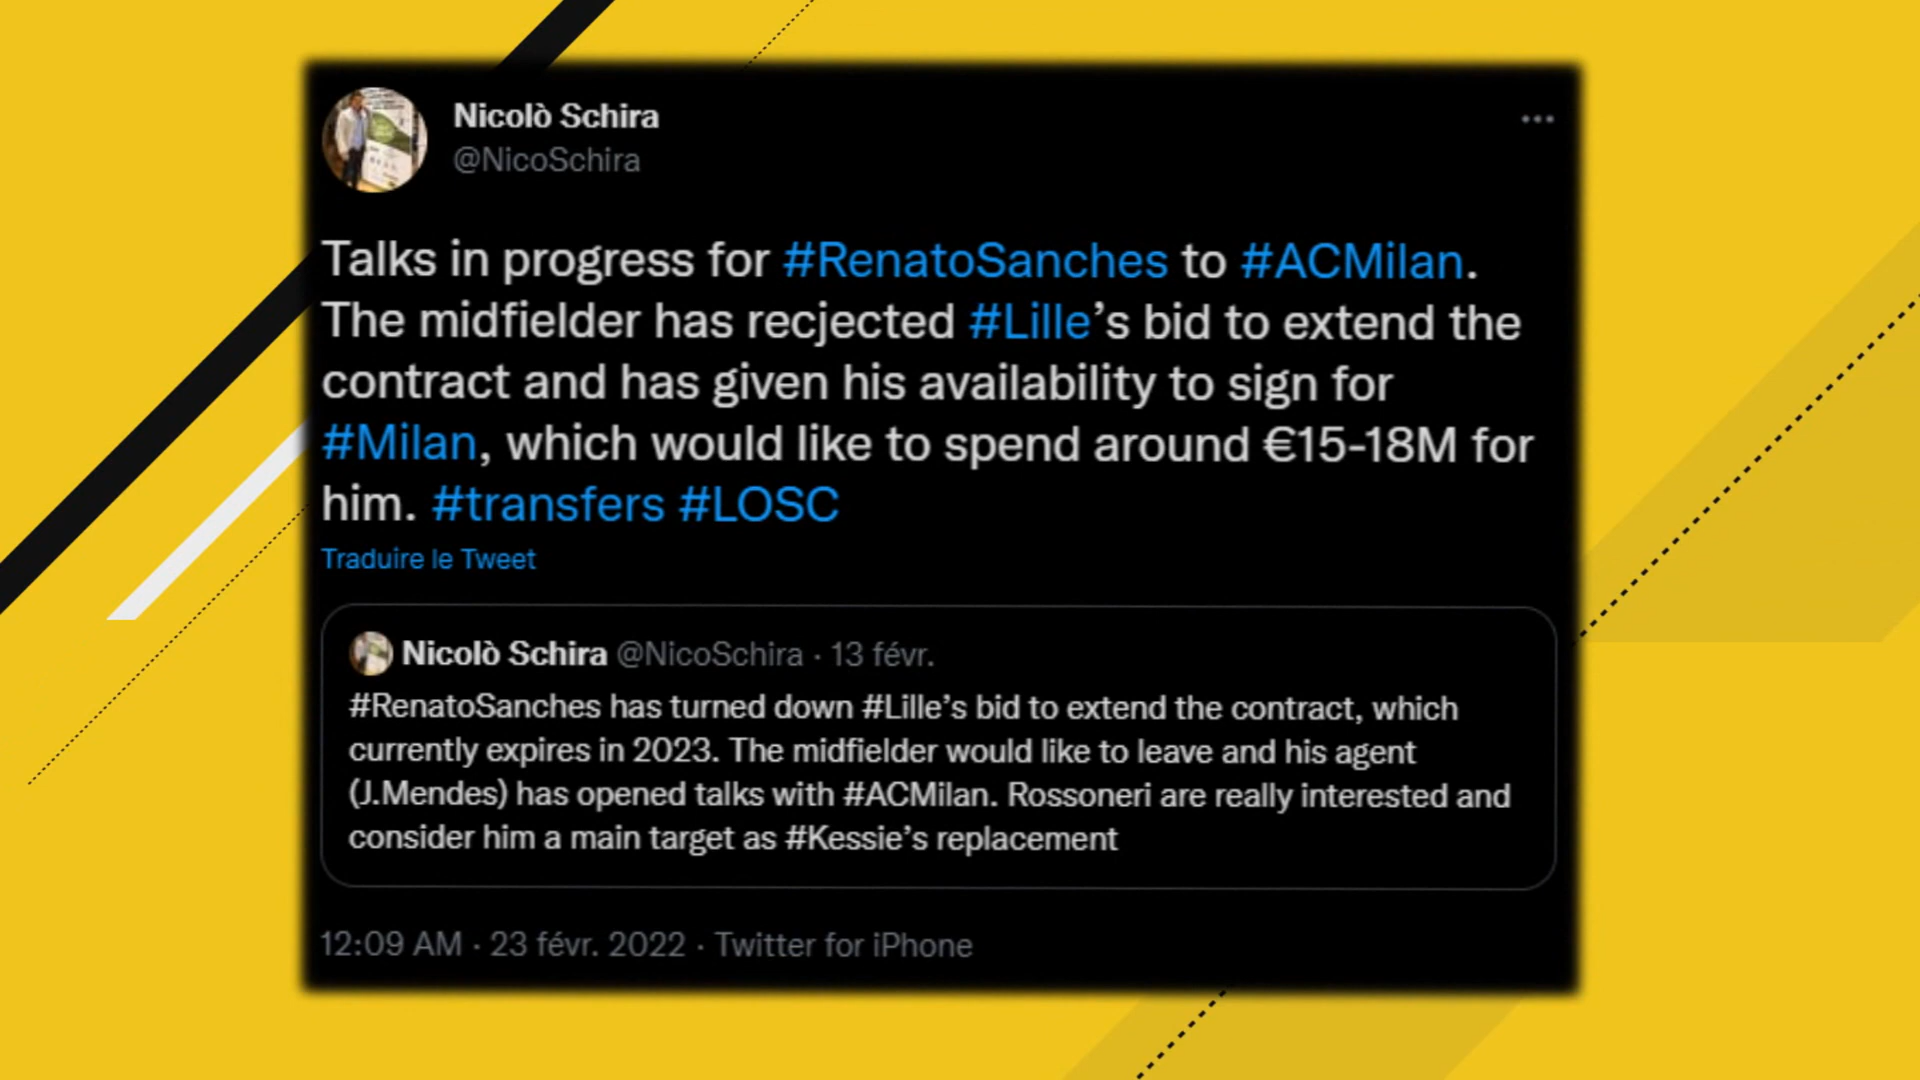 Nicolò Schira
@NicoSchira
Talks in progress for #RenatoSanches to #ACMilan.
The midfielder has recjected #Lille’s bid to extend the
contract and has given his availability to sign for
#Milan, which would like to spend around €15-18M for
him. #transfers #LOSC
Traduire le Tweet
Nicolò Schira @NicoSchira · 13 févr.
#RenatoSanches has turned down #Lille’s bid to extend the contract, which
currently expires in 2023. The midfielder would like to leave and his agent
(J.Mendes) has opened talks with #ACMilan. Rossoneri are really interested and
consider him a main target as #Kessie’s replacement
12:09 AM · 23 févr. 2022 · Twitter for iPhone